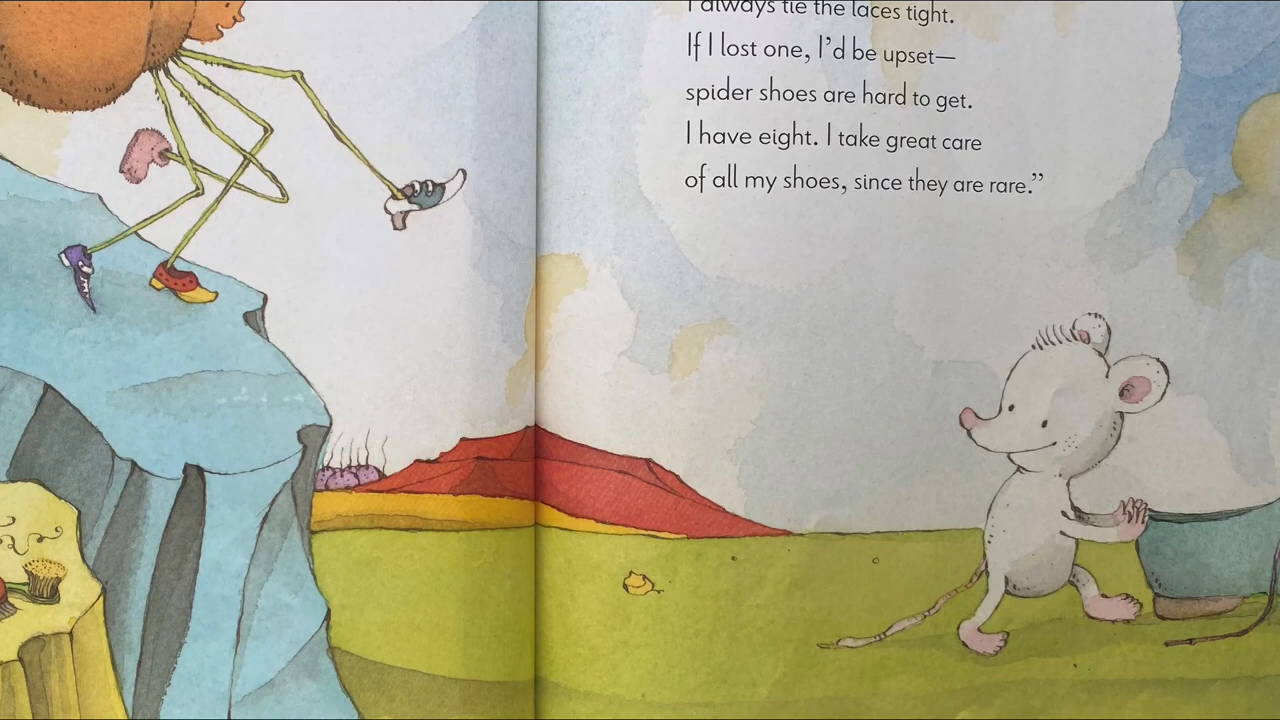 I always tie the laces tight.
If I lost one, I'd be upset—
spider shoes are hard to get.
I have eight. I take great care
of all my shoes, since they are rare.”